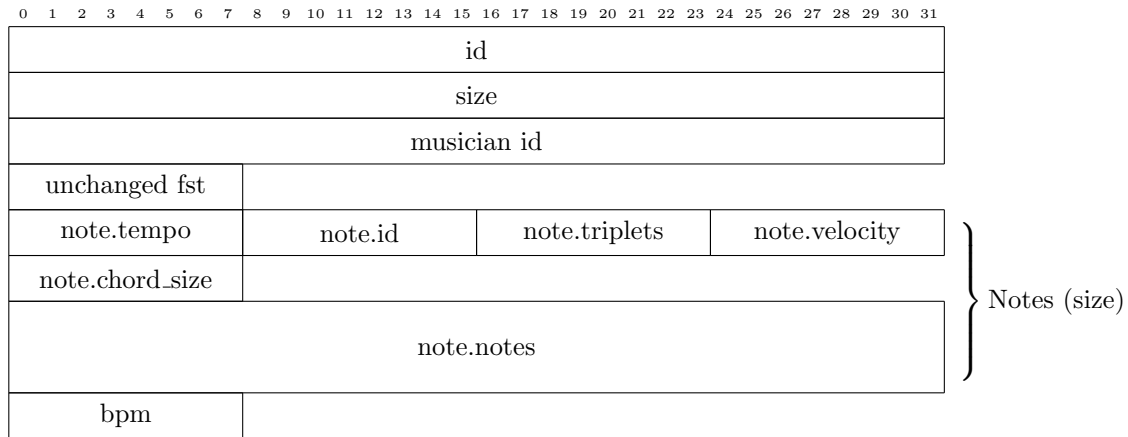 0 1 2 3 4 5 6 7 8 9 10 11 12 13 14 15 16 17 18 19 20 21 22 23 24 25 26 27 28 29 30 31
id
size
musician id
unchanged fst
note.tempo note.id note.triplets note.velocity
note.chord_size
Notes (size)
note.notes
bpm